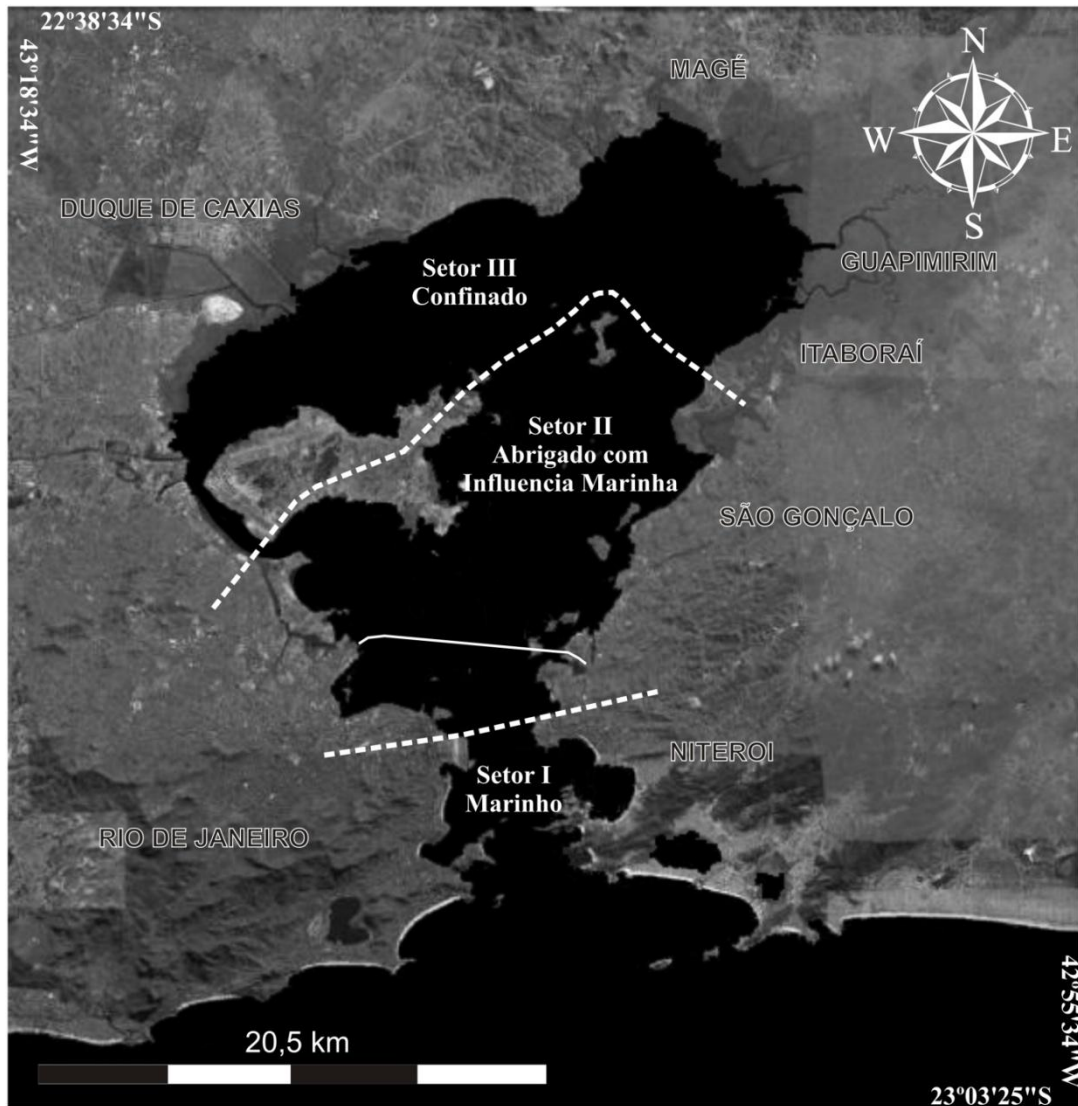 22º38'34"S
43º18'34"W
MAGÉ
N
W
E
S
DUQUE DE CAXIAS
GUAPIMIRIM
Setor III
Confinado
ITABORAÍ
Setor II
Abrigado com
Influencia Marinha
SÃO GONÇALO
NITEROI
Setor I
Marinho
RIO DE JANEIRO
20,5 km
42º55'34"W
23º03'25"S